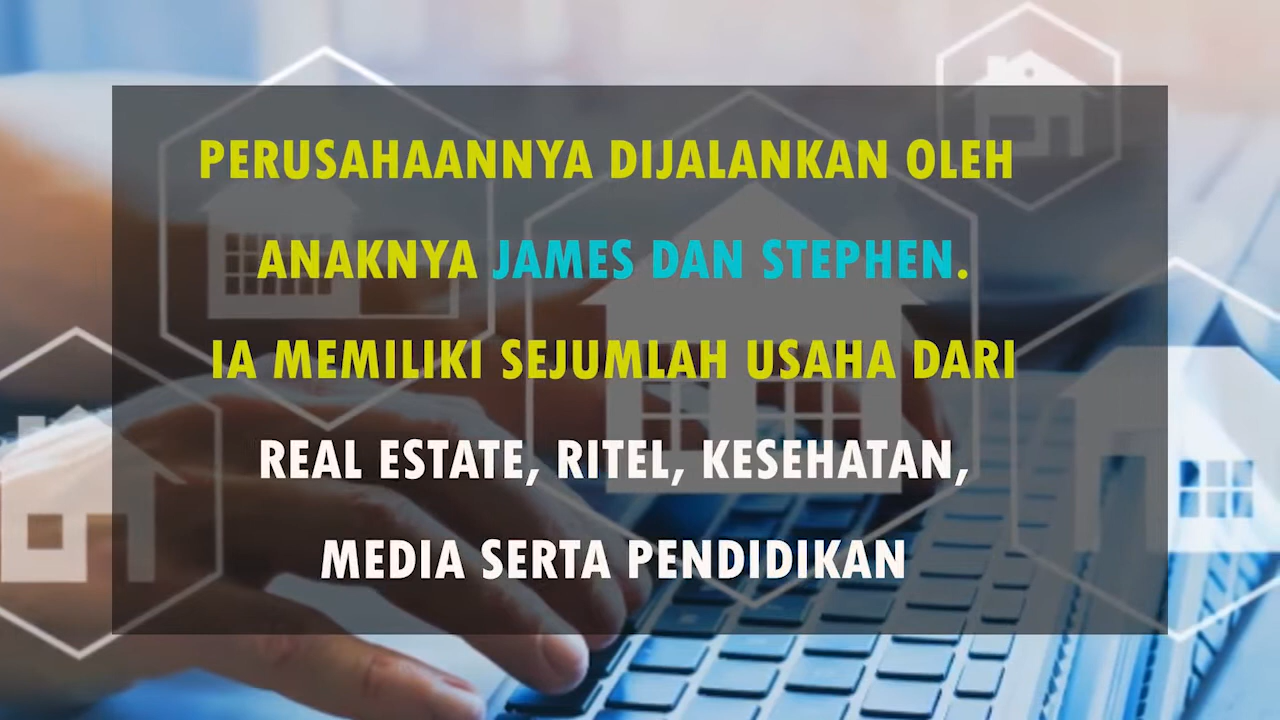 PERUSAHAANNYA DIJALANKAN OLEH
ANAKNYA JAMES DAN STEPHEN.
IA MEMILIKI SEJUMLAH USAHA DARI
REAL ESTATE, RITEL, KESEHATAN,
MEDIA SERTA PENDIDIKAN